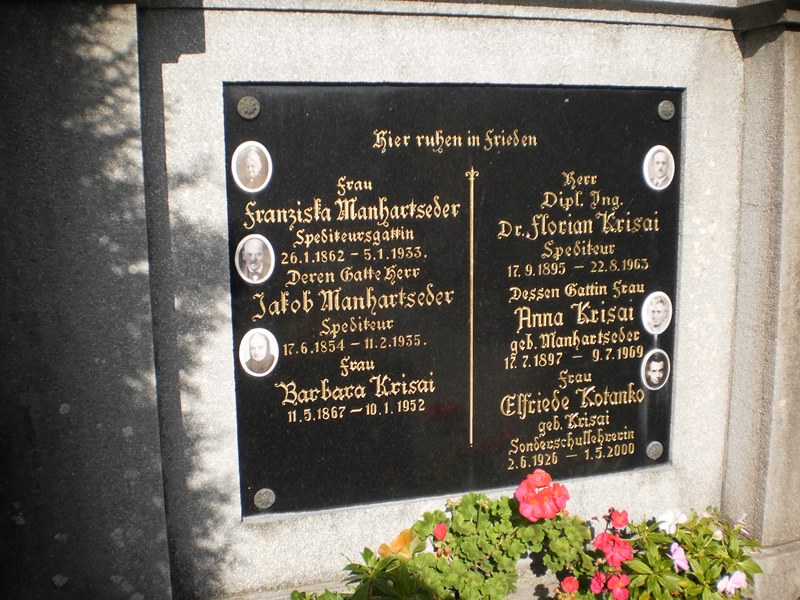 Hier ruhen in Frieden
Frau
Franziska Manhartseder
Spediteursgattin
26.1.1862 – 5.1.1933.
Deren Gatte Herr
Jakob Manhartseder
Spediteur
17.6.1854 – 11.2.1935.
Frau
Barbara Krisai
11.5.1867 – 10.1.1952
Herr
Dipl. Ing.
Dr. Florian Krisai
Spediteur
17.9.1895 – 22.8.1963
Dessen Gattin Frau
Anna Krisai
geb. Manhartseder
17.7.1897 – 9.7.1969
Frau
Elfriede Kotanko
geb. Krisai
Sonderschullehrerin
2.6.1926 – 1.5.2000